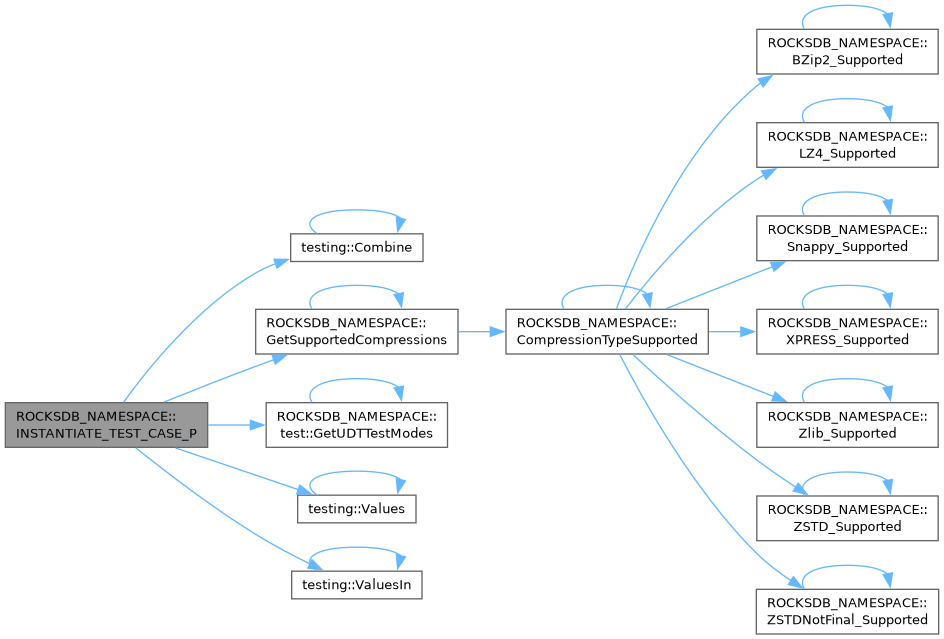 ROCKSDB_NAMESPACE::
INSTANTIATE_TEST_CASE_P
testing::Combine
ROCKSDB_NAMESPACE::
GetSupportedCompressions
ROCKSDB_NAMESPACE::
test::GetUDTTestModes
testing::Values
testing::ValuesIn
ROCKSDB_NAMESPACE::
CompressionTypeSupported
ROCKSDB_NAMESPACE::
BZip2_Supported
ROCKSDB_NAMESPACE::
LZ4_Supported
ROCKSDB_NAMESPACE::
Snappy_Supported
ROCKSDB_NAMESPACE::
XPRESS_Supported
ROCKSDB_NAMESPACE::
Zlib_Supported
ROCKSDB_NAMESPACE::
ZSTD_Supported
ROCKSDB_NAMESPACE::
ZSTDNotFinal_Supported